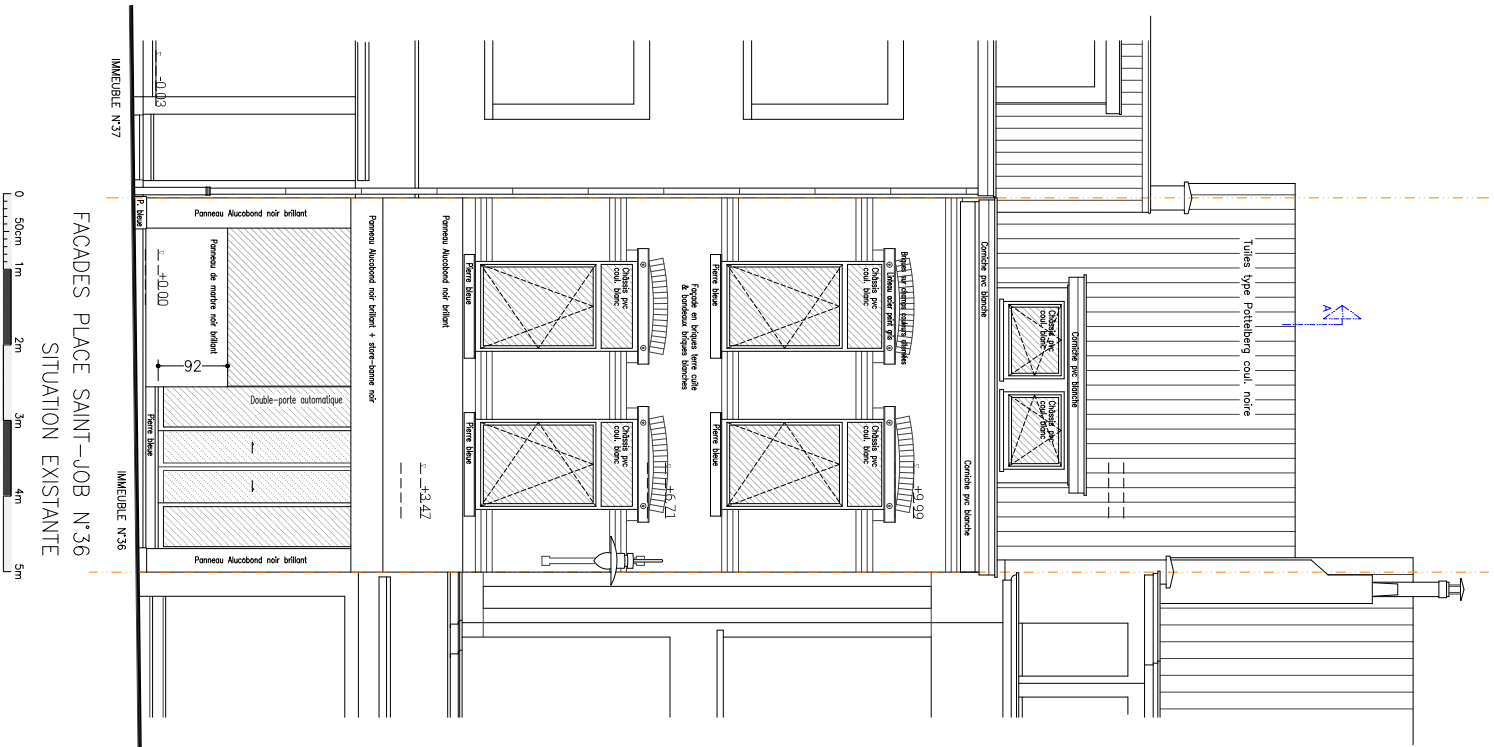 Tuiles type Pottelberg coul. noire
A
Corniche pvc blanche
Châssis pvc
coul. blanc
Châssis pvc
coul. blanc
Corniche pvc blanche
Corniche pvc blanche
+9.99
Briques sur champ couleurs alternées
Linteau acier peint gris
Châssis pvc
coul. blanc
Châssis pvc
coul. blanc
Pierre bleue
Pierre bleue
Façade en briques terre cuite
& bandeaux briques blanches
+6.71
Châssis pvc
coul. blanc
Châssis pvc
coul. blanc
Pierre bleue
Pierre bleue
Panneau Alucobond noir brillant
+3.47
Panneau Alucobond noir brillant + store-banne noir
Panneau Alucobond noir brillant
Double-porte automatique
Panneau Alucobond noir brillant
Panneau de marbre noir brillant
92
-0.03
+0.00
Pierre bleue
P. bleue
IMMEUBLE N°37
IMMEUBLE N°36
FACADES PLACE SAINT-JOB N°36
SITUATION EXISTANTE
0 50cm 1m 2m 3m 4m 5m